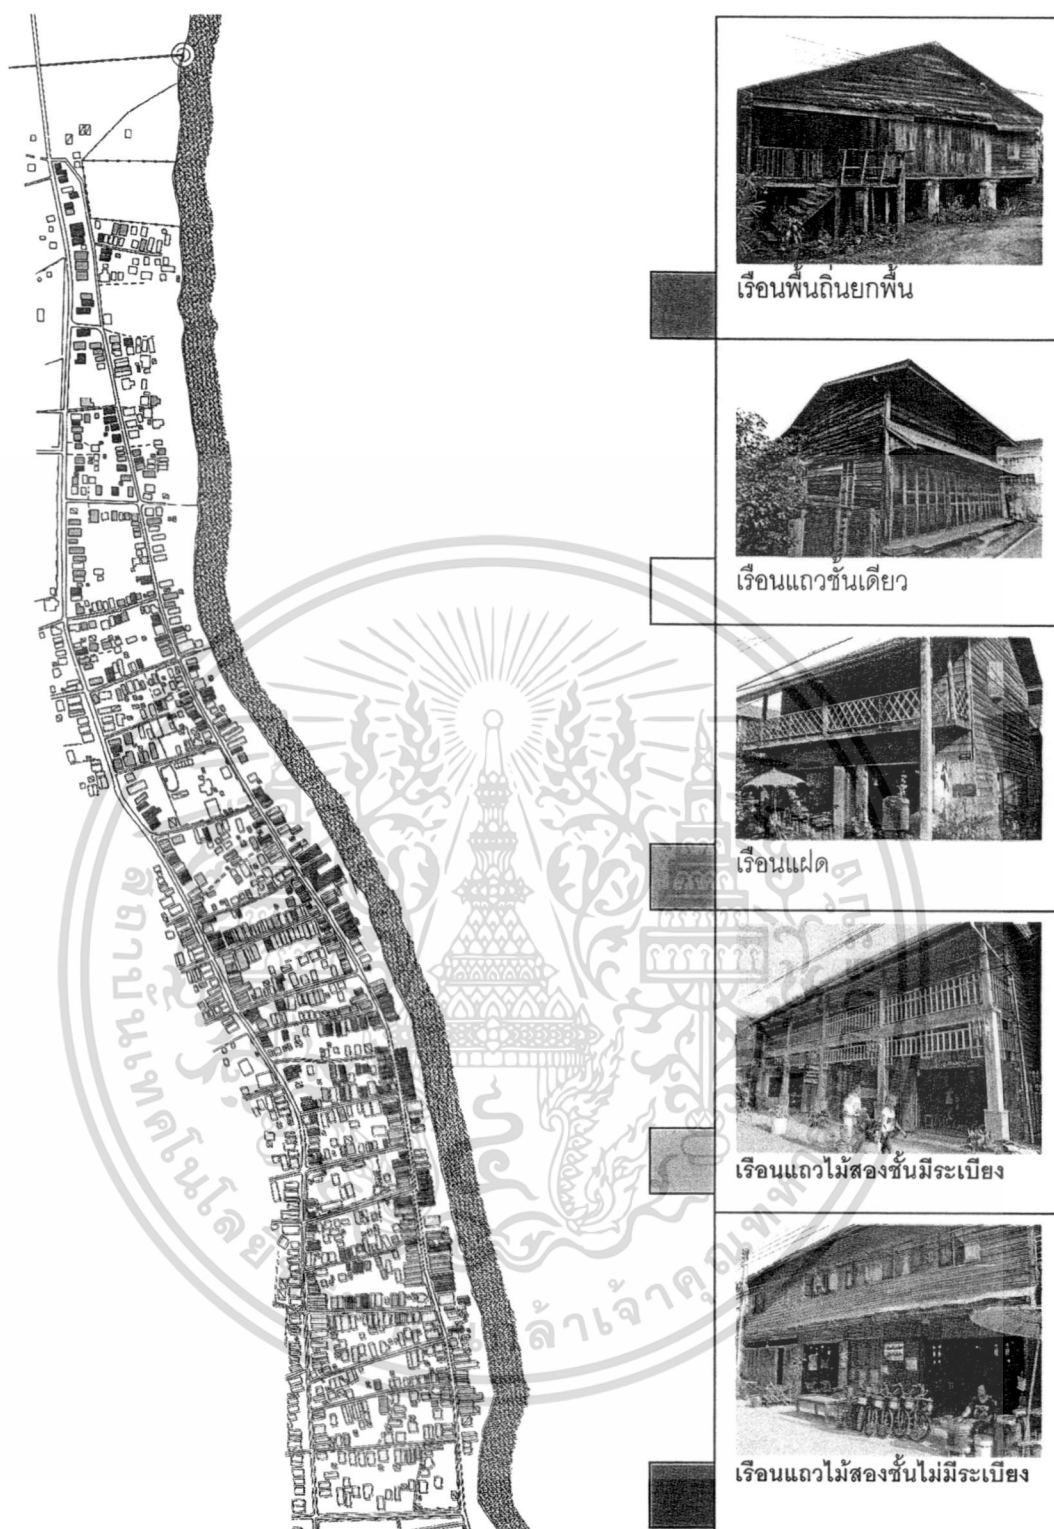 เรือนพื้นถิ่นยกพื้น
เรือนแถวชั้นเดียว
เรือนแฝด
เรือนแถวไม้สองชั้นมีระเบียง
เรือนแถวไม้สองชั้นไม่มีระเบียง